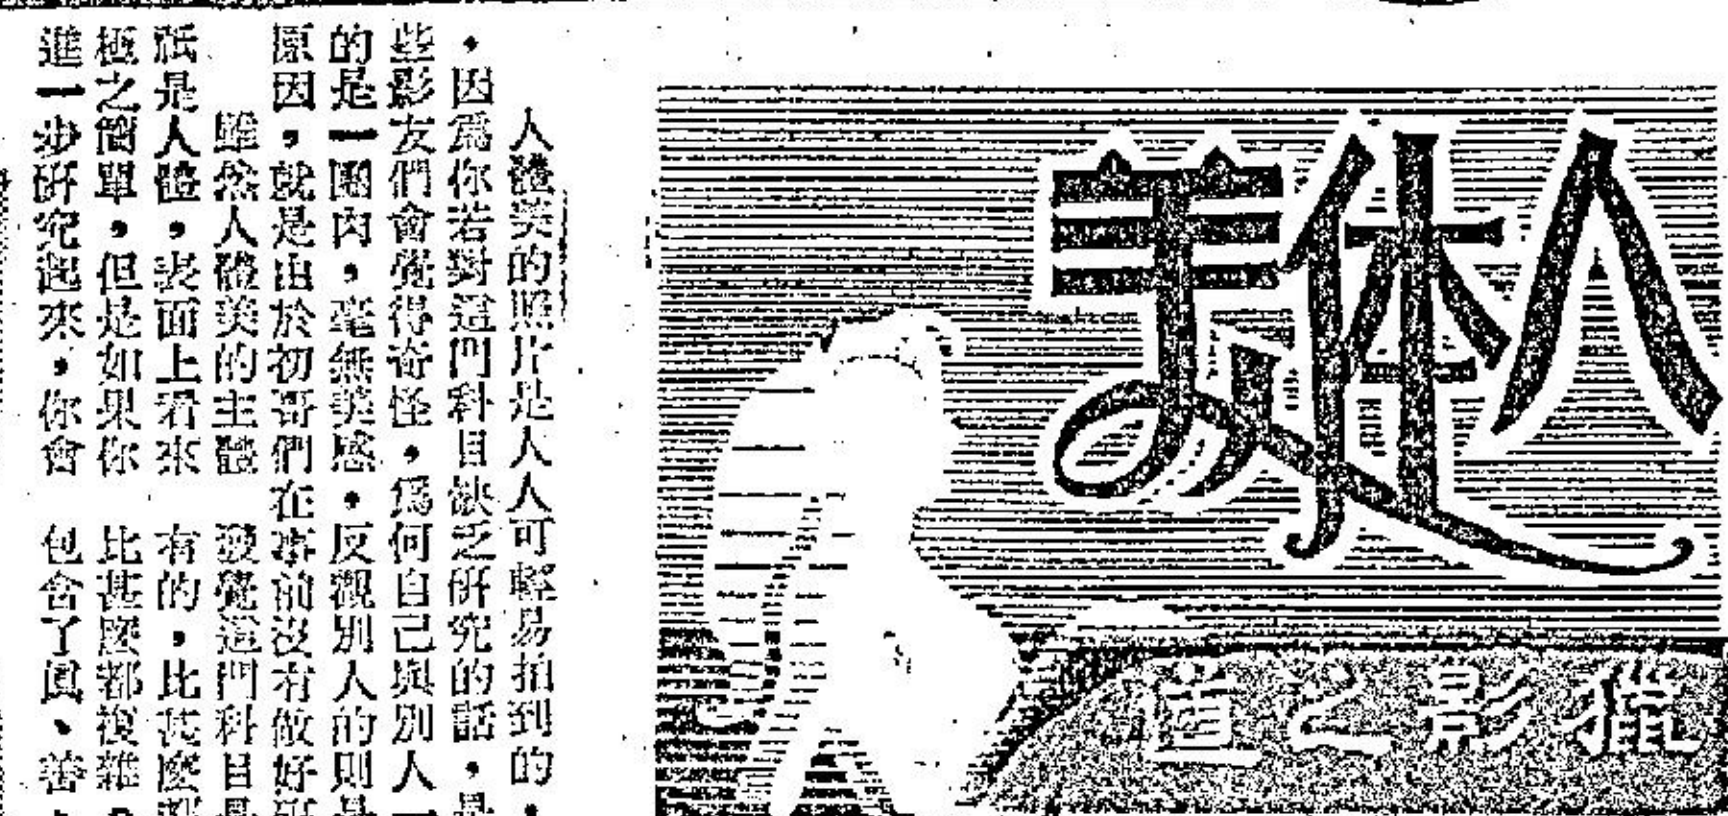 人体美
獵影之道
人體美的照片是人人可輕易拍到的,
,因爲你若對這門科目缺乏研究的話,是
些影友們會覺得奇怪,爲何自己與別人一
的是一團肉,毫無美感,反觀別人的則是
原因,就是由於初哥們在事前沒有做好研
雖然人體美的主體
祇是人體,表面上看來
極之簡單,但是如果你
進一步研究起來,你會
發覺這門科目是
有的,比甚麼都
比甚麼都複雜。
包含了眞、善、